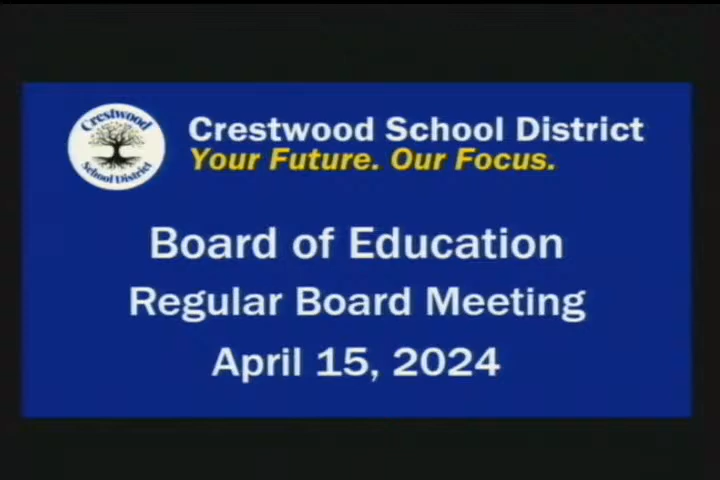 Crestwood
School District
Crestwood School District
Your Future. Our Focus.
Board of Education
Regular Board Meeting
April 15, 2024